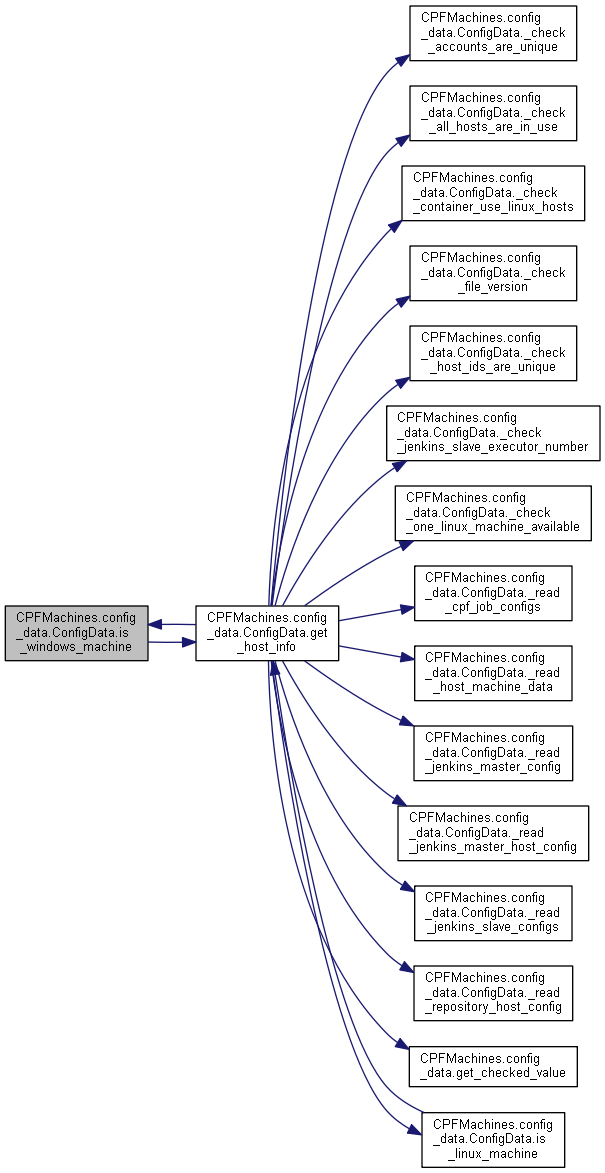 CPFMachines.config
_data.ConfigData._check
_accounts_are_unique
CPFMachines.config
_data.ConfigData._check
_all_hosts_are_in_use
CPFMachines.config
_data.ConfigData._check
_container_use_linux_hosts
CPFMachines.config
_data.ConfigData._check
_file_version
CPFMachines.config
_data.ConfigData._check
_host_ids_are_unique
CPFMachines.config
_data.ConfigData._check
_jenkins_slave_executor_number
CPFMachines.config
_data.ConfigData._check
_one_linux_machine_available
CPFMachines.config
_data.ConfigData._read
_cpf_job_configs
CPFMachines.config
_data.ConfigData.is
_windows_machine
CPFMachines.config
_data.ConfigData.get
_host_info
CPFMachines.config
_data.ConfigData._read
_host_machine_data
CPFMachines.config
_data.ConfigData._read
_jenkins_master_config
CPFMachines.config
_data.ConfigData._read
_jenkins_master_host_config
CPFMachines.config
_data.ConfigData._read
_jenkins_slave_configs
CPFMachines.config
_data.ConfigData._read
_repository_host_config
CPFMachines.config
_data.get_checked_value
CPFMachines.config
_data.ConfigData.is
_linux_machine